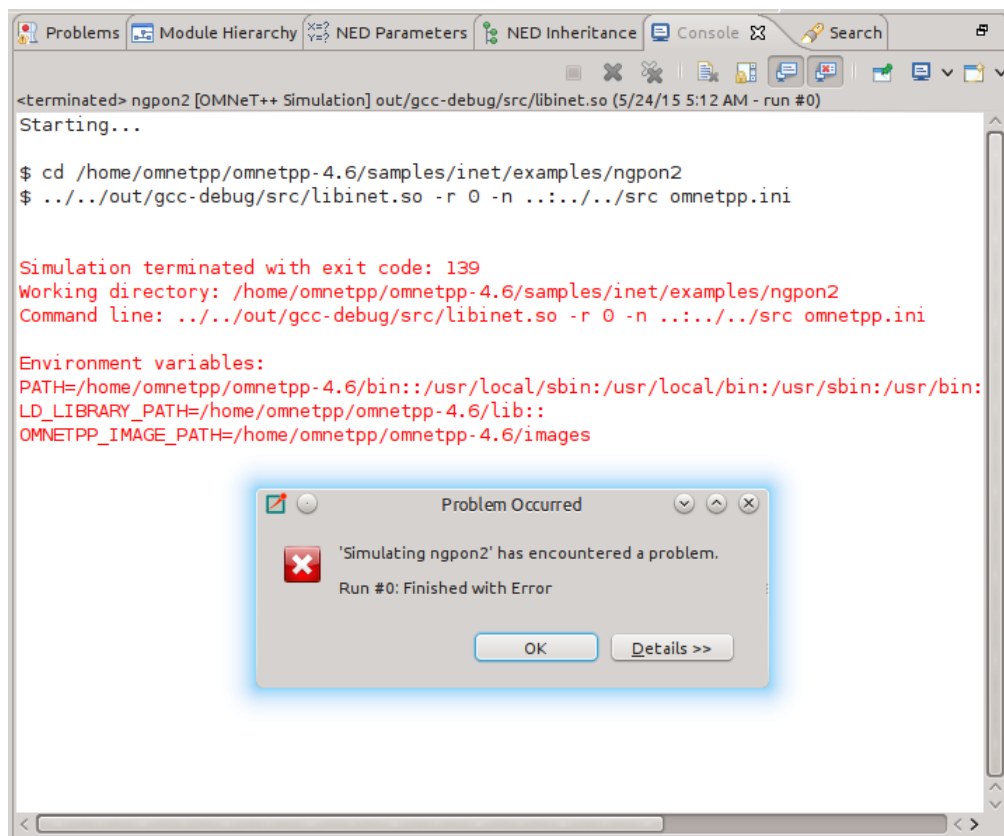 Problems Module Hierarchy NED Parameters NED Inheritance Console Search
<terminated> ngpon2 [OMNeT++ Simulation] out/gcc-debug/src/libinet.so (5/24/15 5:12 AM - run #0)
Starting...
$ cd /home/omnetpp/omnetpp-4.6/samples/inet/examples/ngpon2
$ ../../out/gcc-debug/src/libinet.so -r 0 -n ..:../../src omnetpp.ini
Simulation terminated with exit code: 139
Working directory: /home/omnetpp/omnetpp-4.6/samples/inet/examples/ngpon2
Command line: ../../out/gcc-debug/src/libinet.so -r 0 -n ..:../../src omnetpp.ini
Environment variables:
PATH=/home/omnetpp/omnetpp-4.6/bin::/usr/local/sbin:/usr/local/bin:/usr/sbin:/usr/bin:
LD_LIBRARY_PATH=/home/omnetpp/omnetpp-4.6/lib::
OMNETPP_IMAGE_PATH=/home/omnetpp/omnetpp-4.6/images
Problem Occurred
'Simulating ngpon2' has encountered a problem.
Run #0: Finished with Error
OK Details >>